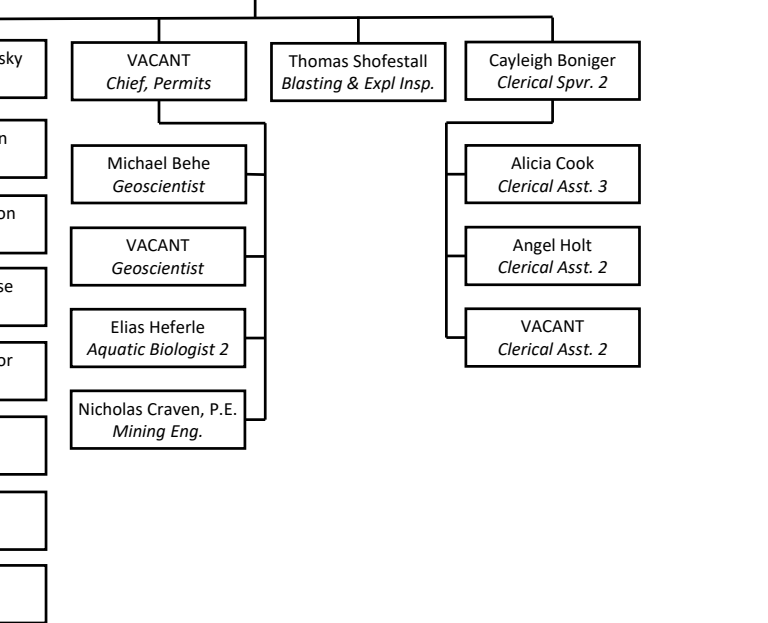 VACANT
Chief, Permits
Thomas Shofestall
Blasting & Expl Insp.
Cayleigh Boniger
Clerical Spvr. 2
Michael Behe
Geoscientist
VACANT
Geoscientist
Elias Heferle
Aquatic Biologist 2
Nicholas Craven, P.E.
Mining Eng.
Alicia Cook
Clerical Asst. 3
Angel Holt
Clerical Asst. 2
VACANT
Clerical Asst. 2